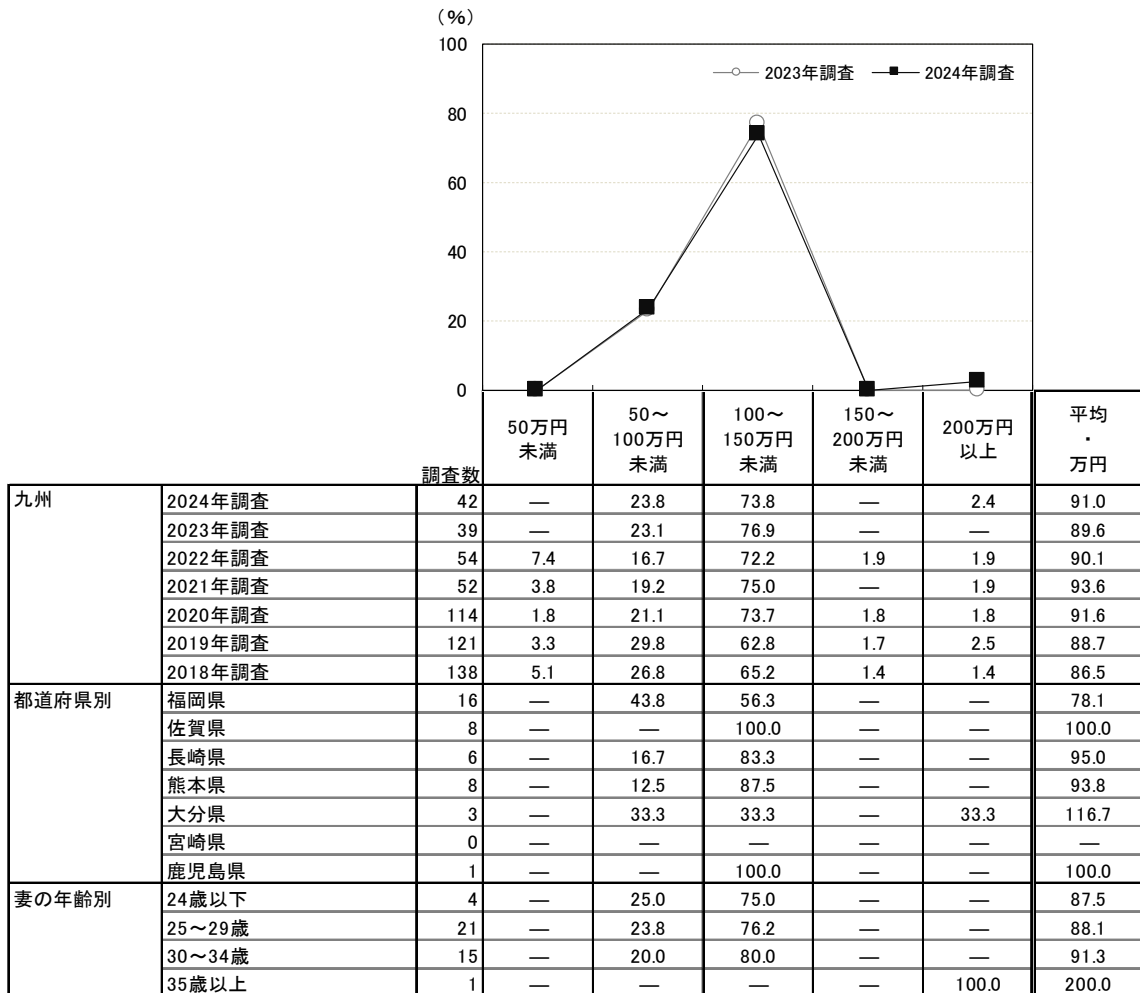 (%)
100
80
60
40
20
0
2023年調査 2024年調査
調査数 50万円未満 50～100万円未満 100～150万円未満 150～200万円未満 200万円以上 平均・万円
九州 2024年調査 42 — 23.8 73.8 — 2.4 91.0
2023年調査 39 — 23.1 76.9 — — 89.6
2022年調査 54 7.4 16.7 72.2 1.9 1.9 90.1
2021年調査 52 3.8 19.2 75.0 — 1.9 93.6
2020年調査 114 1.8 21.1 73.7 1.8 1.8 91.6
2019年調査 121 3.3 29.8 62.8 1.7 2.5 88.7
2018年調査 138 5.1 26.8 65.2 1.4 1.4 86.5
都道府県別 福岡県 16 — 43.8 56.3 — — 78.1
佐賀県 8 — — 100.0 — — 100.0
長崎県 6 — 16.7 83.3 — — 95.0
熊本県 8 — 12.5 87.5 — — 93.8
大分県 3 — 33.3 33.3 — 33.3 116.7
宮崎県 0 — — — — — —
鹿児島県 1 — — 100.0 — — 100.0
妻の年齢別 24歳以下 4 — 25.0 75.0 — — 87.5
25～29歳 21 — 23.8 76.2 — — 88.1
30～34歳 15 — 20.0 80.0 — — 91.3
35歳以上 1 — — — — 100.0 200.0